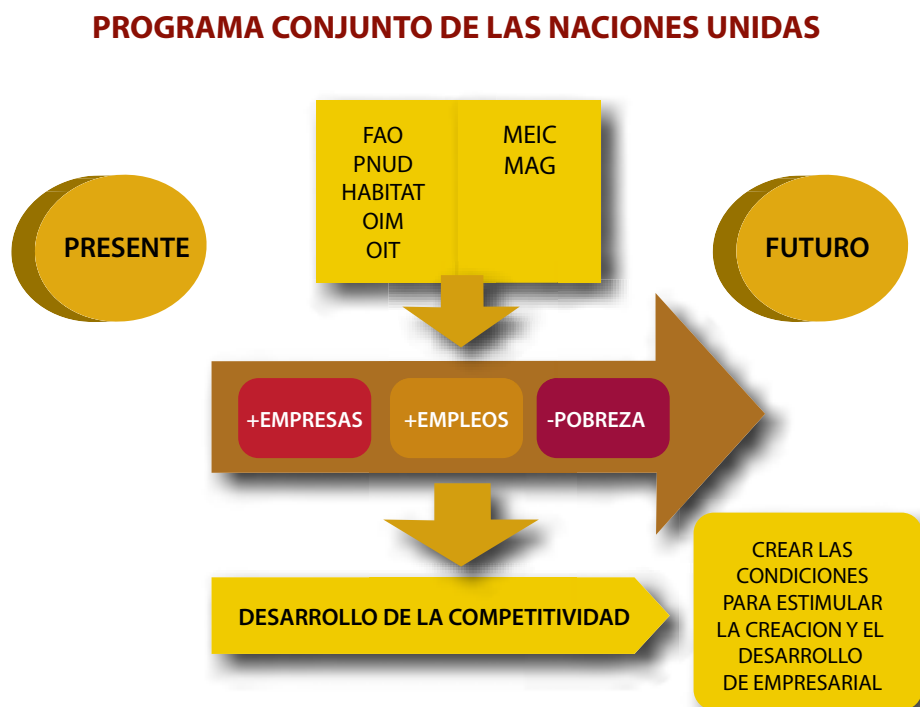 PROGRAMA CONJUNTO DE LAS NACIONES UNIDAS
FAO
PNUD
HABITAT
OIM
OIT
MEIC
MAG
PRESENTE
FUTURO
+EMPRESAS
+EMPLEOS
-POBREZA
DESARROLLO DE LA COMPETITIVIDAD
CREAR LAS
CONDICIONES
PARA ESTIMULAR
LA CREACION Y EL
DESARROLLO
DE EMPRESARIAL